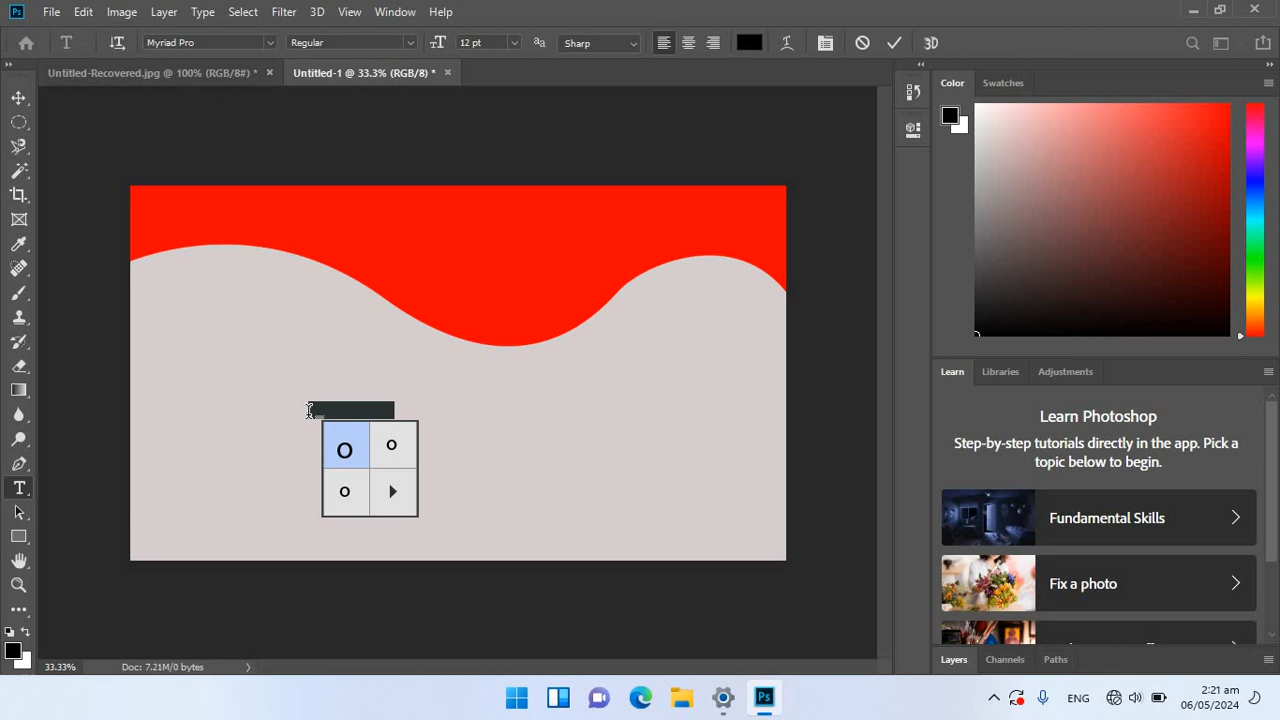 Ps File Edit Image Layer Type Select Filter 3D View Window Help
T Myriad Pro Regular 12 pt Sharp 3D
Untitled-Recovered.jpg @ 100% (RGB/8#) * × Untitled-1 @ 33.3% (RGB/8) * ×
Color Swatches
O o
o
Learn Libraries Adjustments
Learn Photoshop
Step-by-step tutorials directly in the app. Pick a
topic below to begin.
Fundamental Skills
Fix a photo
Layers Channels Paths
33.33% Doc: 7.21M/0 bytes
Ps ENG 2:21 am
06/05/2024